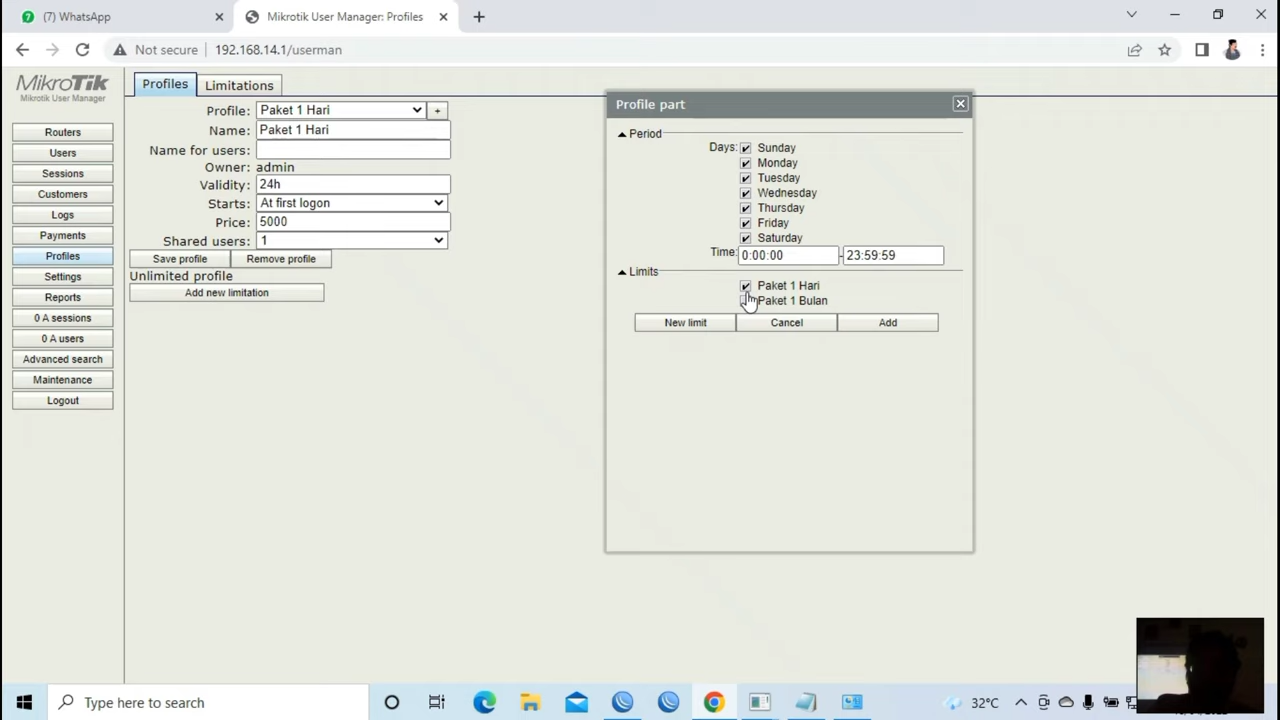 (7) WhatsApp
Mikrotik User Manager: Profiles
Not secure 192.168.14.1/userman
MikroTik
Mikrotik User Manager
Routers
Users
Sessions
Customers
Logs
Payments
Profiles
Settings
Reports
0 A sessions
0 A users
Advanced search
Maintenance
Logout
Profiles Limitations
Profile: Paket 1 Hari +
Name: Paket 1 Hari
Name for users:
Owner: admin
Validity: 24h
Starts: At first logon
Price: 5000
Shared users: 1
Save profile Remove profile
Unlimited profile
Add new limitation
Profile part
Period
Days: Sunday
Monday
Tuesday
Wednesday
Thursday
Friday
Saturday
Time: 0:00:00 - 23:59:59
Limits
Paket 1 Hari
Paket 1 Bulan
New limit Cancel Add
Type here to search
32°C